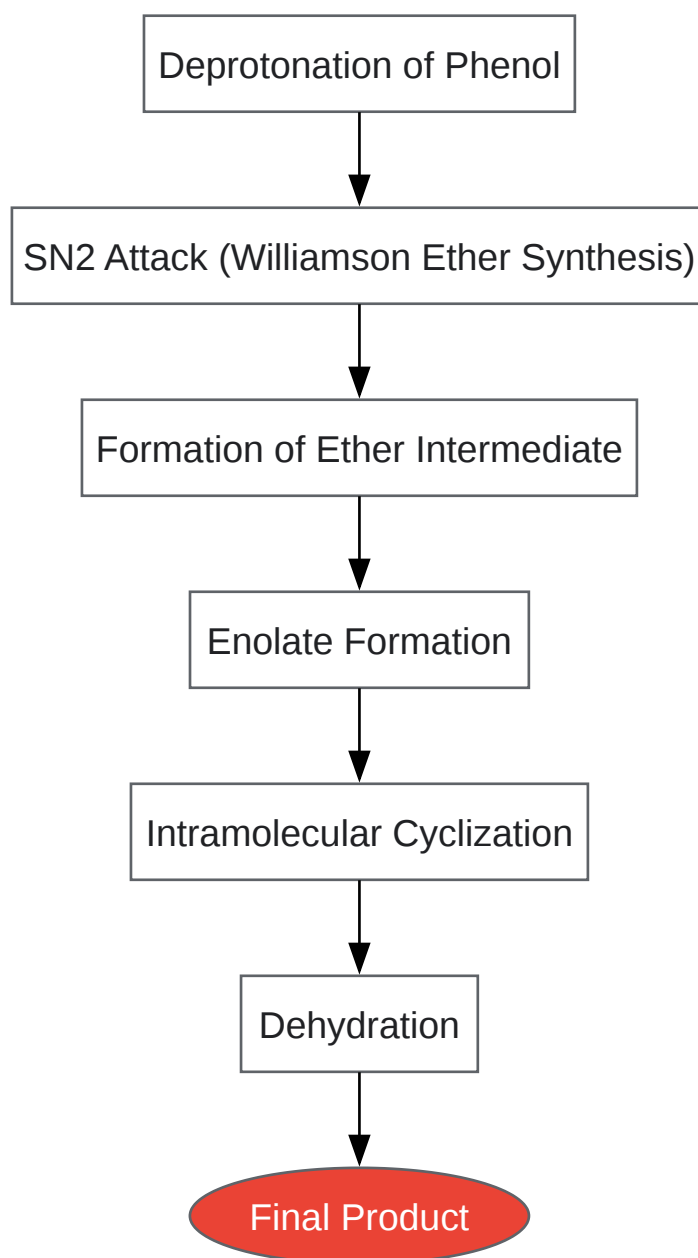 Deprotonation of Phenol
SN2 Attack (Williamson Ether Synthesis)
Formation of Ether Intermediate
Enolate Formation
Intramolecular Cyclization
Dehydration
Final Product